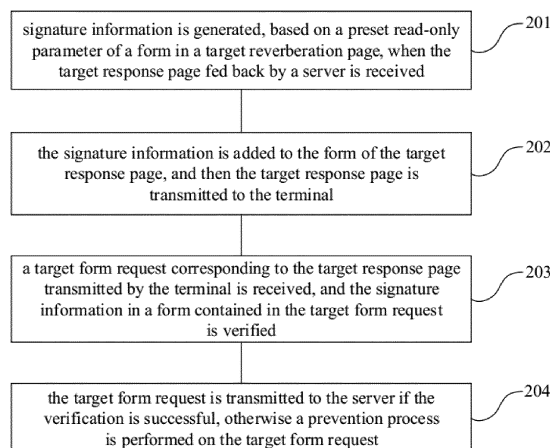 signature information is generated, based on a preset read-only
parameter of a form in a target reverberation page, when the
target response page fed back by a server is received
201
the signature information is added to the form of the target
response page, and then the target response page is
transmitted to the terminal
202
a target form request corresponding to the target response page
transmitted by the terminal is received, and the signature
information in a form contained in the target form request
is verified
203
the target form request is transmitted to the server if the
verification is successful, otherwise a prevention process
is performed on the target form request
204